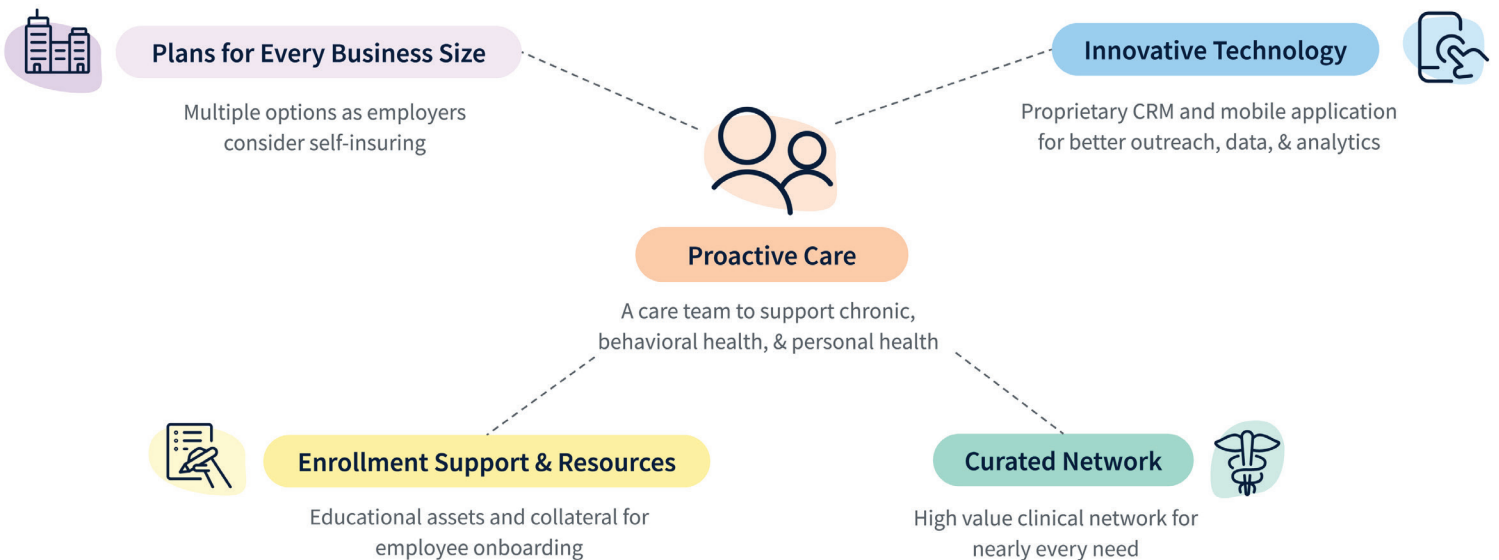 Plans for Every Business Size
Multiple options as employers
consider self-insuring
Innovative Technology
Proprietary CRM and mobile application
for better outreach, data, & analytics
Proactive Care
A care team to support chronic,
behavioral health, & personal health
Enrollment Support & Resources
Educational assets and collateral for
employee onboarding
Curated Network
High value clinical network for
nearly every need